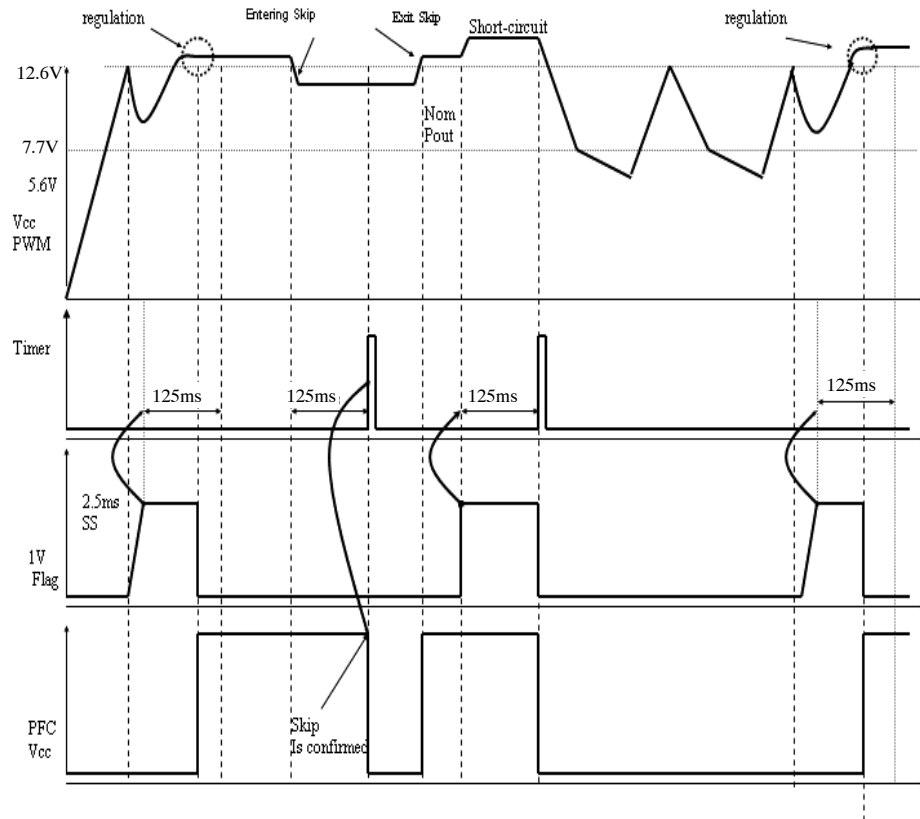 regulation
Entering Skip
Exit Skip
Short-circuit
regulation
12.6V
Nom
Pout
7.7V
5.6V
Vcc
PWM
Timer
125ms
125ms
125ms
125ms
2.5ms
SS
1V
Flag
Skip
Is confirmed
PFC
Vcc